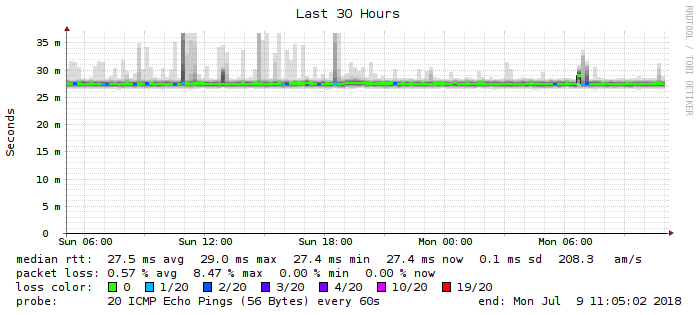 Last 30 Hours
RRDTOOL / TOBI OETIKER
Seconds
35 m
30 m
25 m
20 m
15 m
10 m
5 m
0
Sun 06:00 Sun 12:00 Sun 18:00 Mon 00:00 Mon 06:00
median rtt: 27.5 ms avg 29.0 ms max 27.4 ms min 27.4 ms now 0.1 ms sd 208.3 am/s
packet loss: 0.57 % avg 8.47 % max 0.00 % min 0.00 % now
loss color: 0 1/20 2/20 3/20 4/20 10/20 19/20
probe: 20 ICMP Echo Pings (56 Bytes) every 60s end: Mon Jul 9 11:05:02 2018